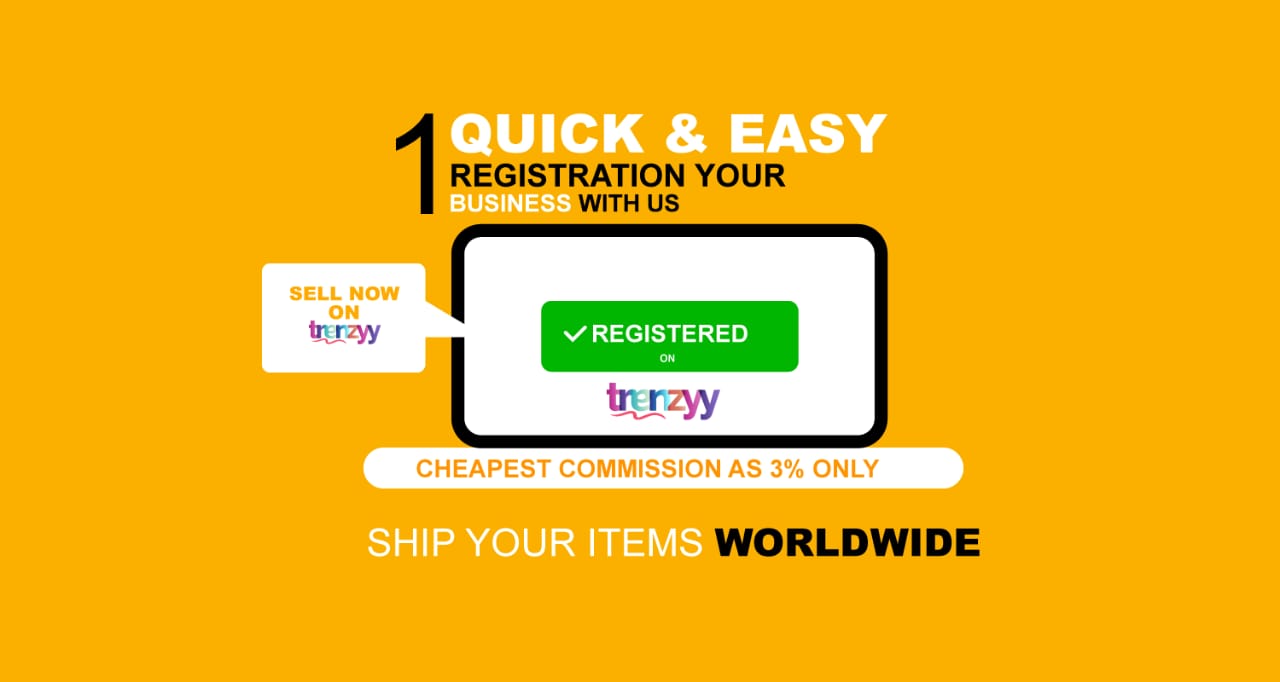 1 QUICK & EASY
REGISTRATION YOUR
BUSINESS WITH US
SELL NOW
ON
trenzyy
REGISTERED
ON
trenzyy
CHEAPEST COMMISSION AS 3% ONLY
SHIP YOUR ITEMS WORLDWIDE